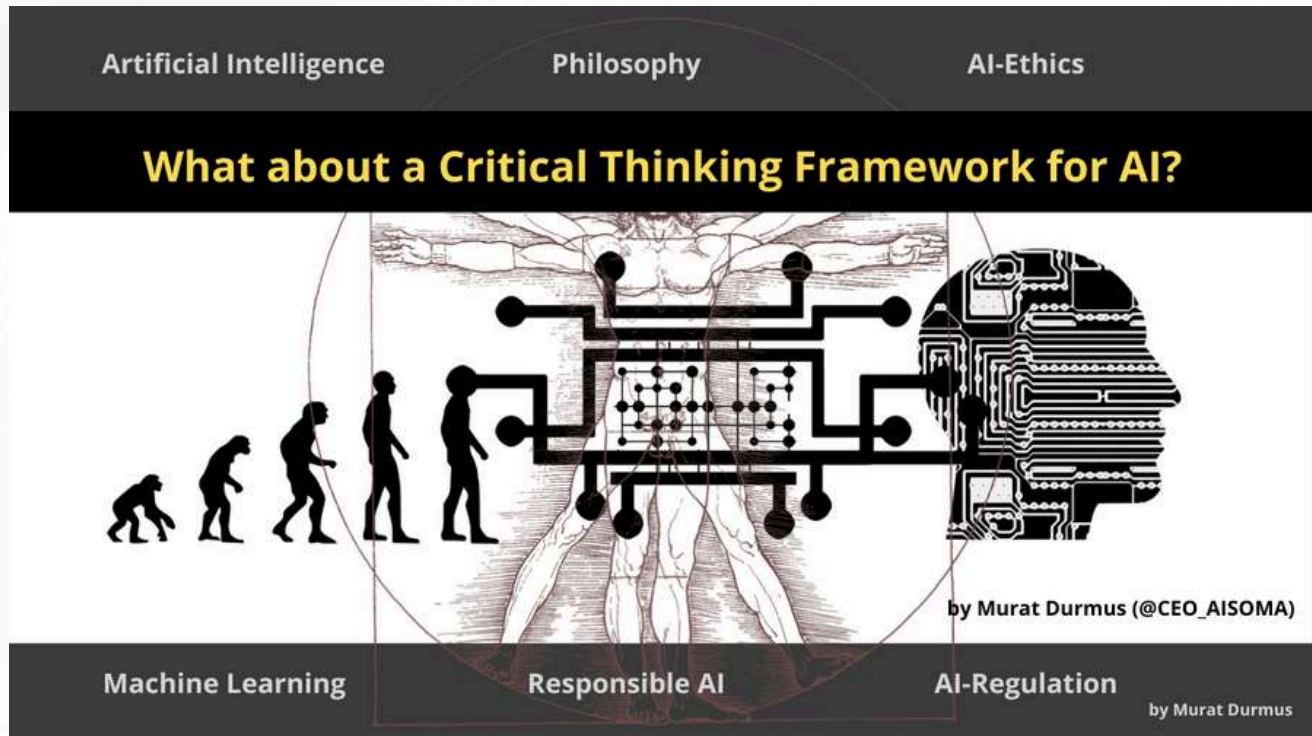 Artificial Intelligence
Philosophy
AI-Ethics
What about a Critical Thinking Framework for AI?
by Murat Durmus (@CEO_AISOMA)
Machine Learning
Responsible AI
AI-Regulation
by Murat Durmus